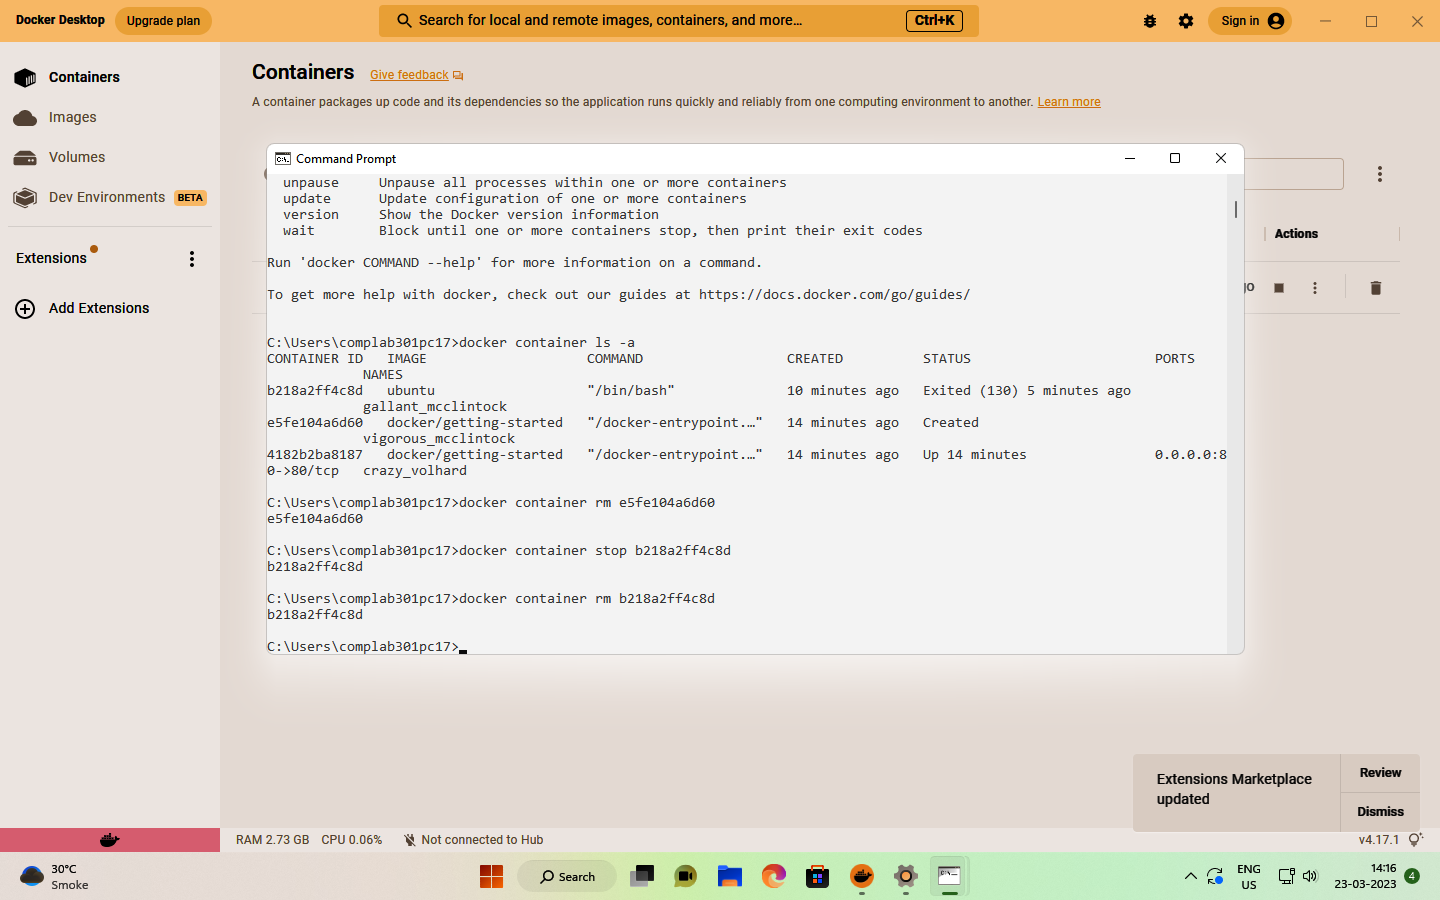 Docker Desktop
Upgrade plan
Search for local and remote images, containers, and more...
Ctrl+K
Sign in
Containers
Images
Volumes
Dev Environments
BETA
Extensions
Add Extensions
Containers
Give feedback
A container packages up code and its dependencies so the application runs quickly and reliably from one computing environment to another. Learn more
Actions
Command Prompt
unpause     Unpause all processes within one or more containers
update      Update configuration of one or more containers
version     Show the Docker version information
wait        Block until one or more containers stop, then print their exit codes
Run 'docker COMMAND --help' for more information on a command.
To get more help with docker, check out our guides at https://docs.docker.com/go/guides/
C:\Users\complab301pc17>docker container ls -a
CONTAINER ID   IMAGE                    COMMAND                  CREATED          STATUS                       PORTS
NAMES
b218a2ff4c8d   ubuntu                   "/bin/bash"              10 minutes ago   Exited (130) 5 minutes ago
gallant_mcclintock
e5fe104a6d60   docker/getting-started   "/docker-entrypoint.…"   14 minutes ago   Created
vigorous_mcclintock
4182b2ba8187   docker/getting-started   "/docker-entrypoint.…"   14 minutes ago   Up 14 minutes                0.0.0.0:8
0->80/tcp   crazy_volhard
C:\Users\complab301pc17>docker container rm e5fe104a6d60
e5fe104a6d60
C:\Users\complab301pc17>docker container stop b218a2ff4c8d
b218a2ff4c8d
C:\Users\complab301pc17>docker container rm b218a2ff4c8d
b218a2ff4c8d
C:\Users\complab301pc17>
Extensions Marketplace
updated
Review
Dismiss
RAM 2.73 GB
CPU 0.06%
Not connected to Hub
v4.17.1
30°C
Smoke
Search
ENG
US
14:16
23-03-2023
4